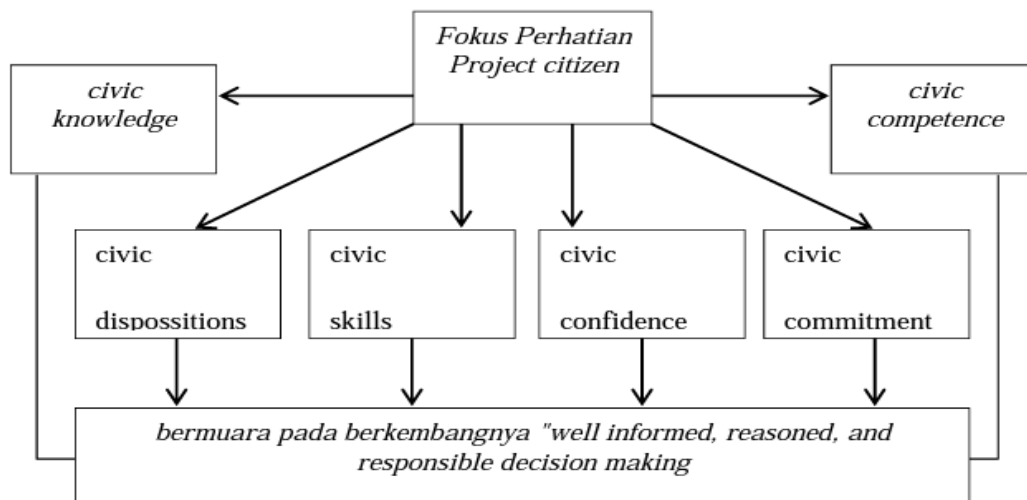 Fokus Perhatian
Project citizen
civic
knowledge
civic
competence
civic
dispossitions
civic
skills
civic
confidence
civic
commitment
bermuara pada berkembangnya "well informed, reasoned, and
responsible decision making